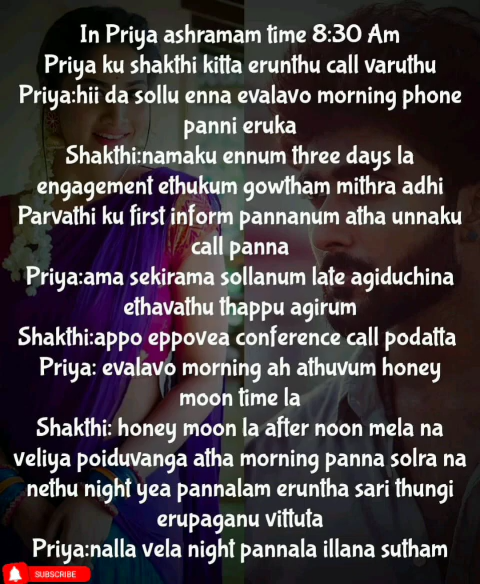 In Priya ashramam time 8:30 Am
Priya ku shakthi kitta erunthu call varuthu
Priya:hii da sollu enna evalavo morning phone
panni eruka
Shakthi:namaku ennum three days la
engagement ethukum gowtham mithra adhi
Parvathi ku first inform pannanum atha unnaku
call panna
Priya:ama sekirama sollanum late agiduchina
ethavathu thappu agirum
Shakthi:appo eppovea conference call podatta
Priya: evalavo morning ah athuvum honey
moon time la
Shakthi: honey moon la after noon mela na
veliya poiduvanga atha morning panna solra na
nethu night yea pannalam eruntha sari thungi
erupaganu vittuta
Priya:nalla vela night pannala illana sutham
SUBSCRIBE